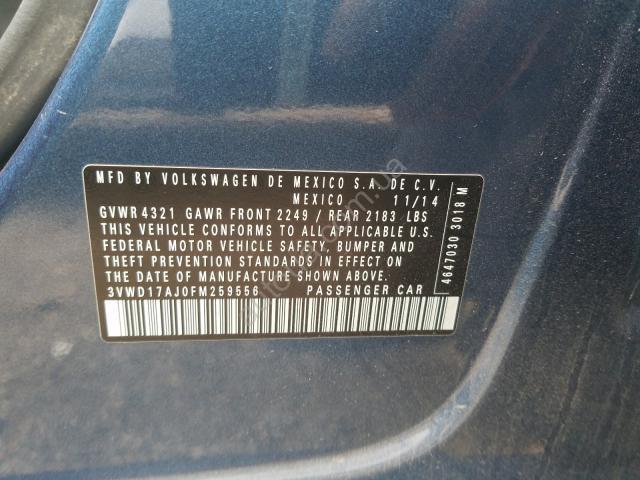 MFD BY VOLKSWAGEN DE MEXICO S.A. DE C.V.
MEXICO 11/14
GVWR 4321 GAWR FRONT 2249 / REAR 2183 LBS
THIS VEHICLE CONFORMS TO ALL APPLICABLE U.S.
FEDERAL MOTOR VEHICLE SAFETY, BUMPER AND
THEFT PREVENTION STANDARDS IN EFFECT ON
THE DATE OF MANUFACTURE SHOWN ABOVE.
3VWD17AJ0FM259556 PASSENGER CAR
4647030 3018 M